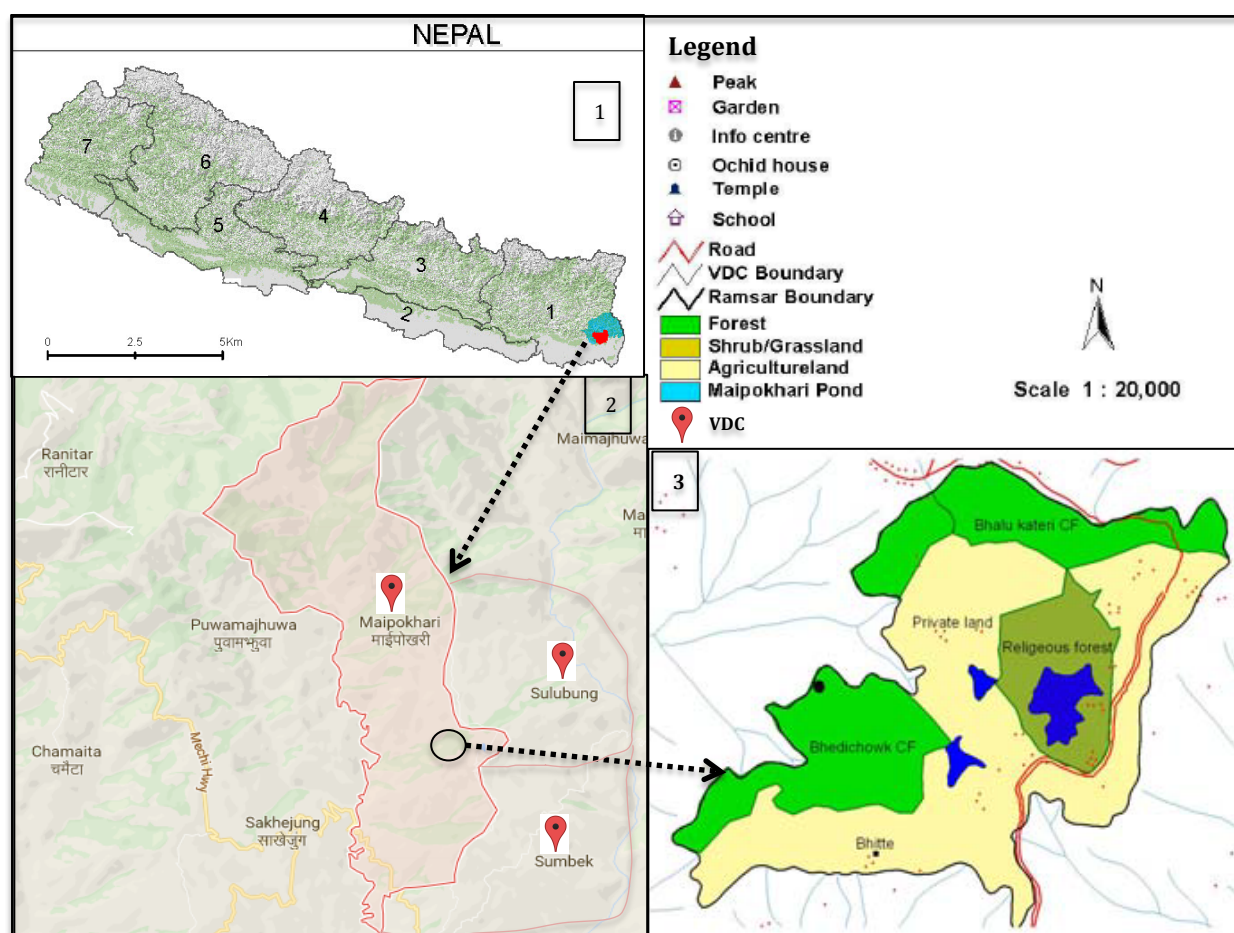 NEPAL
1
7
6
5
4
3
2
1
0 2.5 5Km
Legend
Peak
Garden
Info centre
Ochid house
Temple
School
Road
VDC Boundary
Ramsar Boundary
Forest
Shrub/Grassland
Agricultureland
Maipokhari Pond
VDC
N
Scale 1 : 20,000
2
Ranitar
रानीटार
Maimajhuwa
Maipokhari
माईपोखरी
Puwamajhuwa
पुवामझुवा
Sulubung
Chamaita
चमैटा
Mechi Hwy
Sakhejung
साखेजुंग
Sumbek
3
Bhalu kateri CF
Private land
Religeous forest
Bhedichowk CF
Bhitte